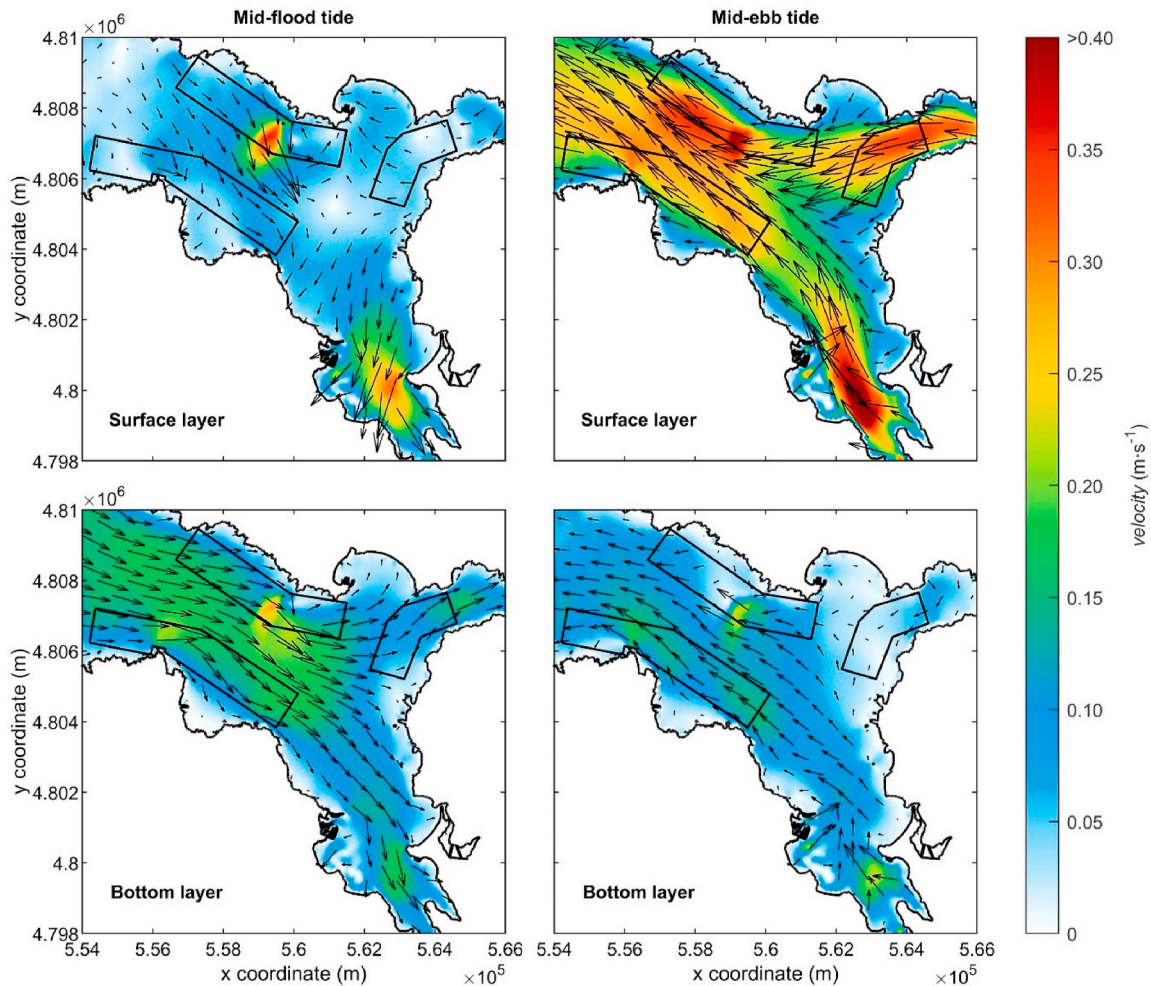 Mid-flood tide
Mid-ebb tide
×10⁶
4.81
4.808
4.806
4.804
4.802
4.8
4.798
y coordinate (m)
Surface layer
Surface layer
>0.40
0.35
0.30
0.25
0.20
0.15
0.10
0.05
0
velocity (m·s⁻¹)
×10⁶
4.81
4.808
4.806
4.804
4.802
4.8
4.798
y coordinate (m)
Bottom layer
Bottom layer
5.54 5.56 5.58 5.6 5.62 5.64 5.66
5.54 5.56 5.58 5.6 5.62 5.64 5.66
x coordinate (m)
×10⁵
x coordinate (m)
×10⁵